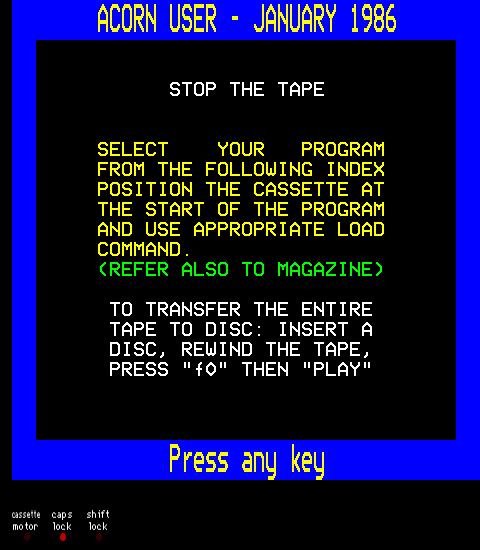 ACORN USER - JANUARY 1986
STOP THE TAPE
SELECT YOUR PROGRAM
FROM THE FOLLOWING INDEX
POSITION THE CASSETTE AT
THE START OF THE PROGRAM
AND USE APPROPRIATE LOAD
COMMAND.
(REFER ALSO TO MAGAZINE)
TO TRANSFER THE ENTIRE
TAPE TO DISC: INSERT A
DISC, REWIND THE TAPE,
PRESS "f0" THEN "PLAY"
Press any key
cassette caps shift
motor lock lock